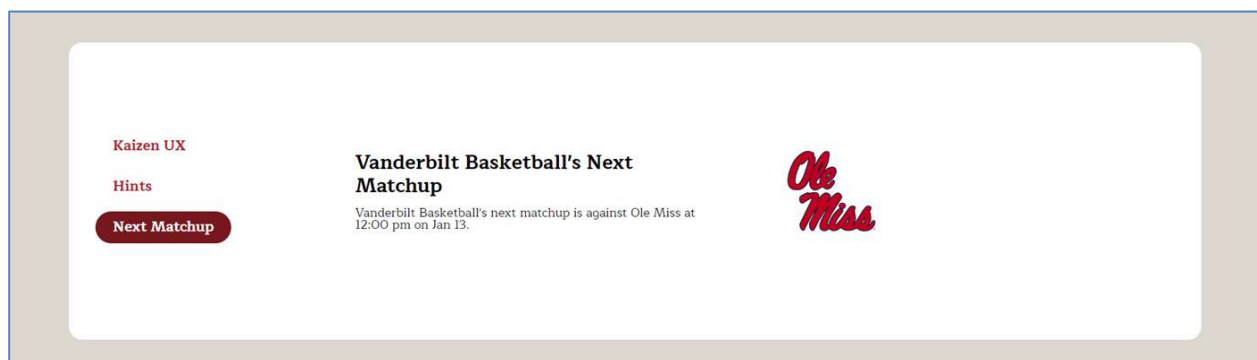 Kaizen UX
Hints
Next Matchup
Vanderbilt Basketball's Next
Matchup
Vanderbilt Basketball's next matchup is against Ole Miss at
12:00 pm on Jan 13.
Ole
Miss